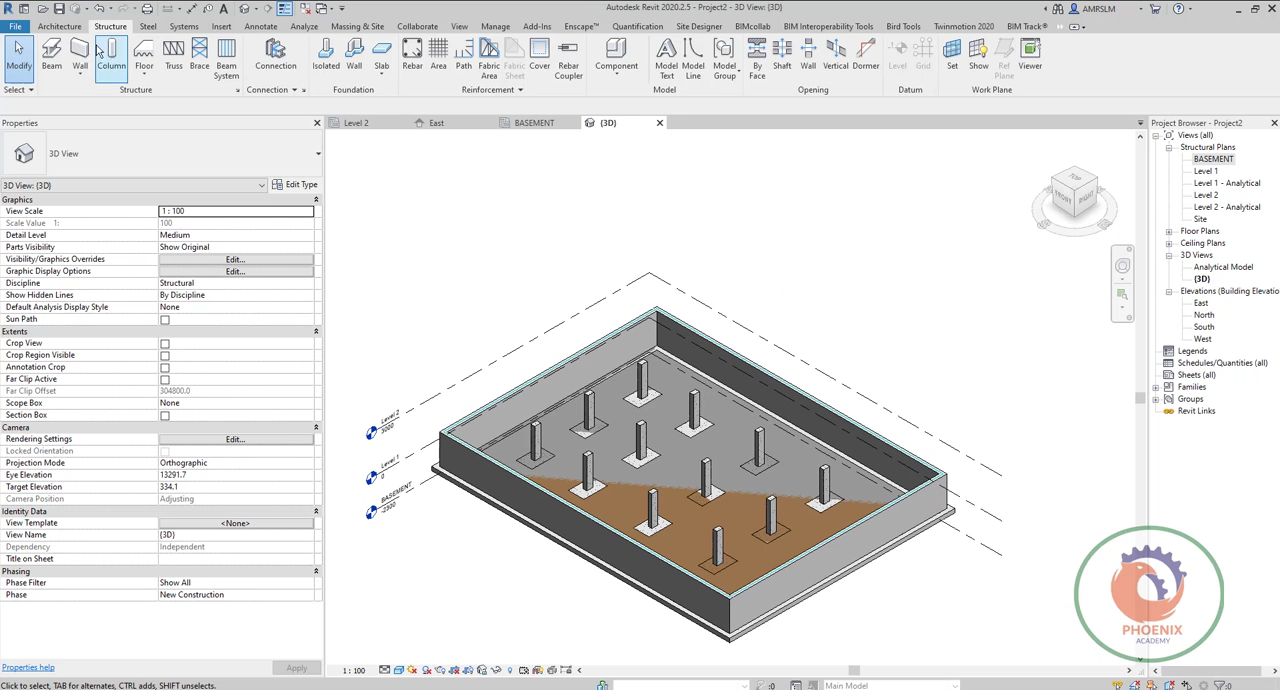 Autodesk Revit 2020.2.5 - Project2 - 3D View: {3D}
AMRSLM
File Architecture Structure Steel Systems Insert Annotate Analyze Massing & Site Collaborate View Manage Add-Ins Enscape™ Quantification Site Designer BIMcollab BIM Interoperability Tools Bird Tools Twinmotion 2020 BIM Track®
Modify Beam Wall Column Floor Truss Brace Beam System Connection Isolated Wall Slab Rebar Area Path Fabric Area Fabric Sheet Cover Rebar Coupler Component Model Text Model Line Model Group By Face Shaft Wall Vertical Dormer Level Grid Set Show Ref Plane Viewer
Select Structure Connection Foundation Reinforcement Model Opening Datum Work Plane
Properties
3D View
3D View: {3D} Edit Type
Graphics
View Scale 1 : 100
Scale Value 1: 100
Detail Level Medium
Parts Visibility Show Original
Visibility/Graphics Overrides Edit...
Graphic Display Options Edit...
Discipline Structural
Show Hidden Lines By Discipline
Default Analysis Display Style None
Sun Path
Extents
Crop View
Crop Region Visible
Annotation Crop
Far Clip Active
Far Clip Offset 304800.0
Scope Box None
Section Box
Camera
Rendering Settings Edit...
Locked Orientation
Projection Mode Orthographic
Eye Elevation 13291.7
Target Elevation 334.1
Camera Position Adjusting
Identity Data
View Template <None>
View Name {3D}
Dependency Independent
Title on Sheet
Phasing
Phase Filter Show All
Phase New Construction
Properties help Apply
Level 2 East BASEMENT {3D}
TOP
FRONT RIGHT
Level 2
3000
Level 1
0
BASEMENT
1 : 100
Project Browser - Project2
Views (all)
Structural Plans
BASEMENT
Level 1
Level 1 - Analytical
Level 2
Level 2 - Analytical
Site
Floor Plans
Ceiling Plans
3D Views
Analytical Model
{3D}
Elevations (Building Elevatio
East
North
South
West
Legends
Schedules/Quantities (all)
Sheets (all)
Families
Groups
Revit Links
PHOENIX
ACADEMY
Click to select, TAB for alternates, CTRL adds, SHIFT unselects.
:0 Main Model :0